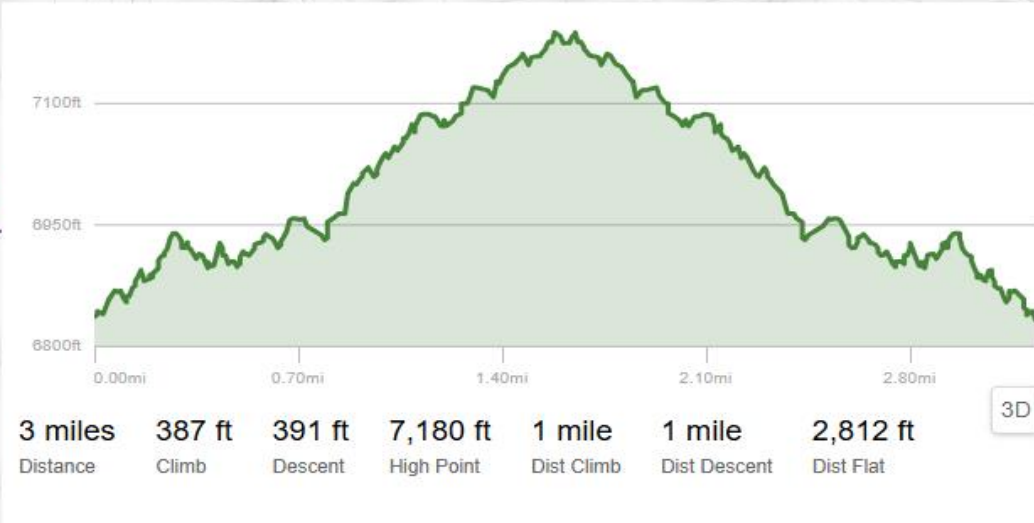 7100ft
6950ft
6800ft
0.00mi 0.70mi 1.40mi 2.10mi 2.80mi
3D
3 miles 387 ft 391 ft 7,180 ft 1 mile 1 mile 2,812 ft
Distance Climb Descent High Point Dist Climb Dist Descent Dist Flat